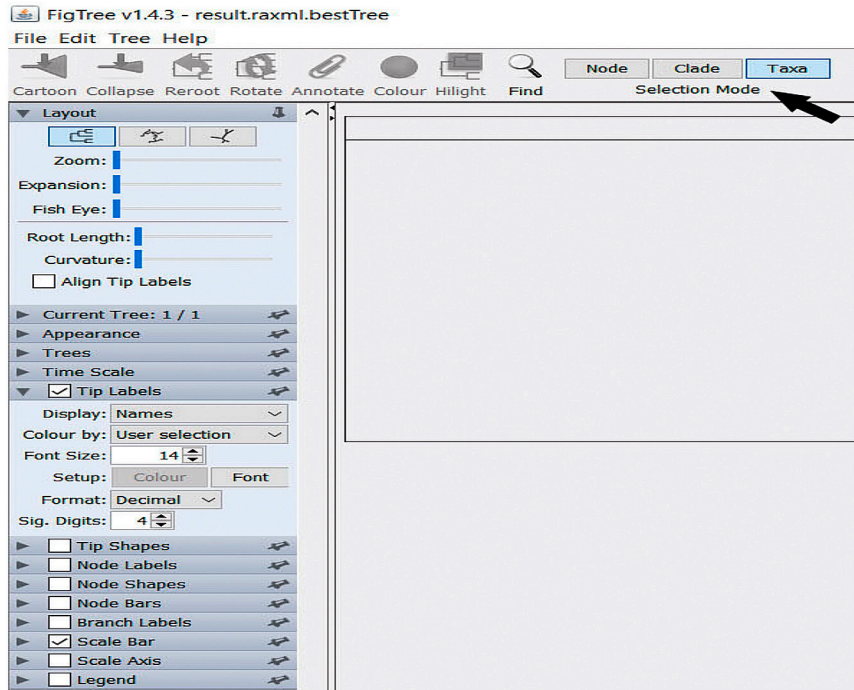 FigTree v1.4.3 - result.raxml.bestTree
File Edit Tree Help
Node Clade Taxa
Cartoon Collapse Reroot Rotate Annotate Colour Hilight Find Selection Mode
Layout
Zoom:
Expansion:
Fish Eye:
Root Length:
Curvature:
Align Tip Labels
Current Tree: 1 / 1
Appearance
Trees
Time Scale
Tip Labels
Display: Names
Colour by: User selection
Font Size: 14
Setup: Colour Font
Format: Decimal
Sig. Digits: 4
Tip Shapes
Node Labels
Node Shapes
Node Bars
Branch Labels
Scale Bar
Scale Axis
Legend